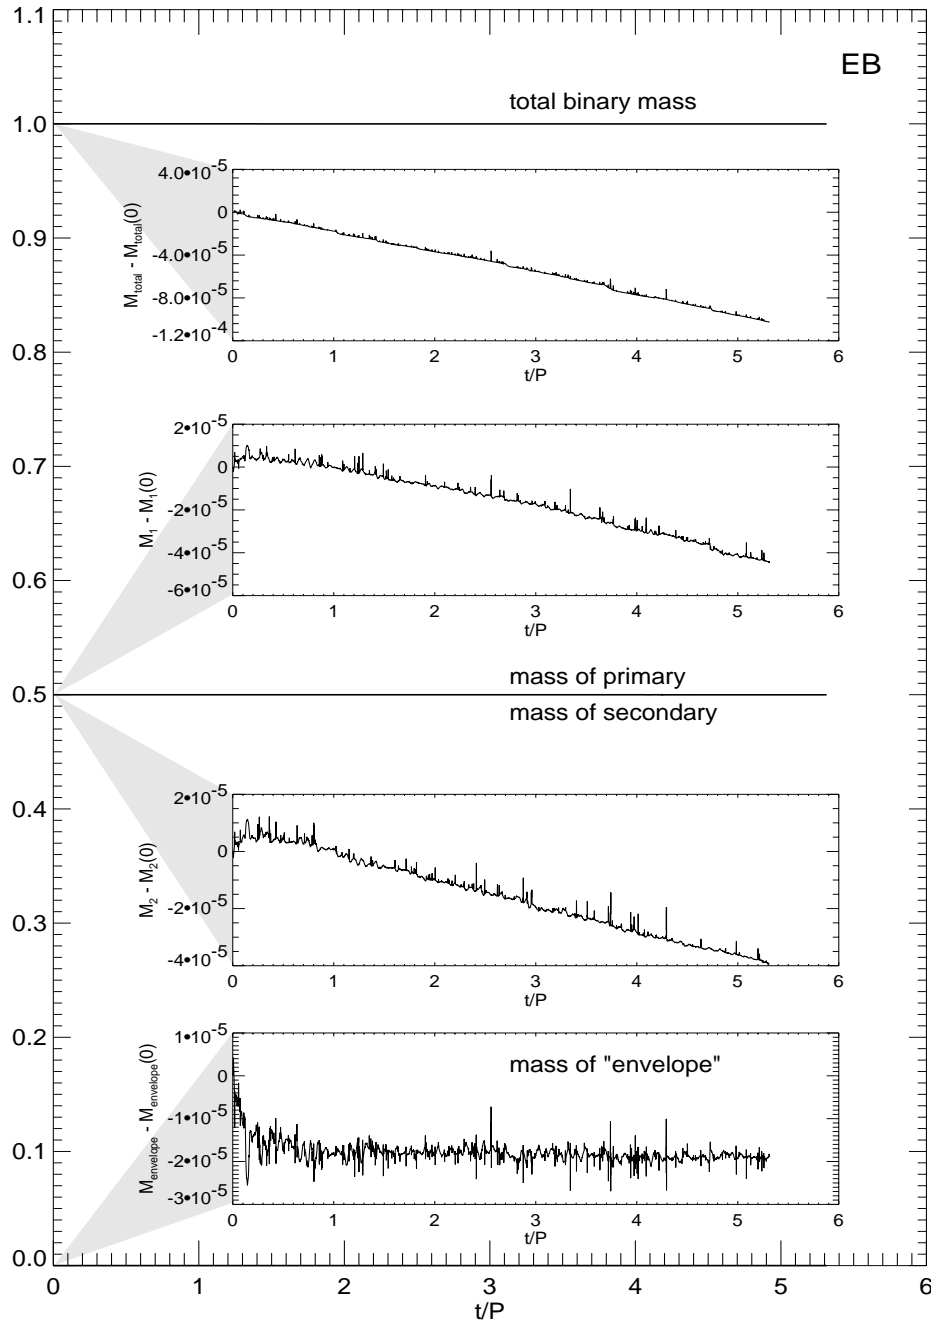 1.1
EB
total binary mass
1.0
4.0•10⁻⁵
0
-4.0•10⁻⁵
-8.0•10⁻⁵
-1.2•10⁻⁴
M_total - M_total(0)
0 1 2 3 4 5 6
t/P
0.9
0.8
0.7
2•10⁻⁵
0
-2•10⁻⁵
-4•10⁻⁵
-6•10⁻⁵
M_1 - M_1(0)
0 1 2 3 4 5 6
t/P
0.6
mass of primary
0.5
mass of secondary
0.4
2•10⁻⁵
0
-2•10⁻⁵
-4•10⁻⁵
M_2 - M_2(0)
0 1 2 3 4 5 6
t/P
0.3
0.2
1•10⁻⁵
0
-1•10⁻⁵
-2•10⁻⁵
-3•10⁻⁵
M_envelope - M_envelope(0)
mass of "envelope"
0 1 2 3 4 5 6
t/P
0.1
0.0
0 1 2 3 4 5 6
t/P